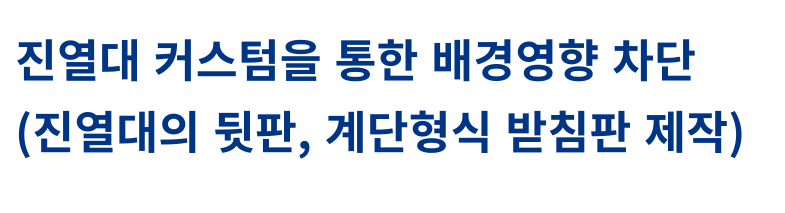 진열대 커스텀을 통한 배경영향 차단
(진열대의 뒷판, 계단형식 받침판 제작)